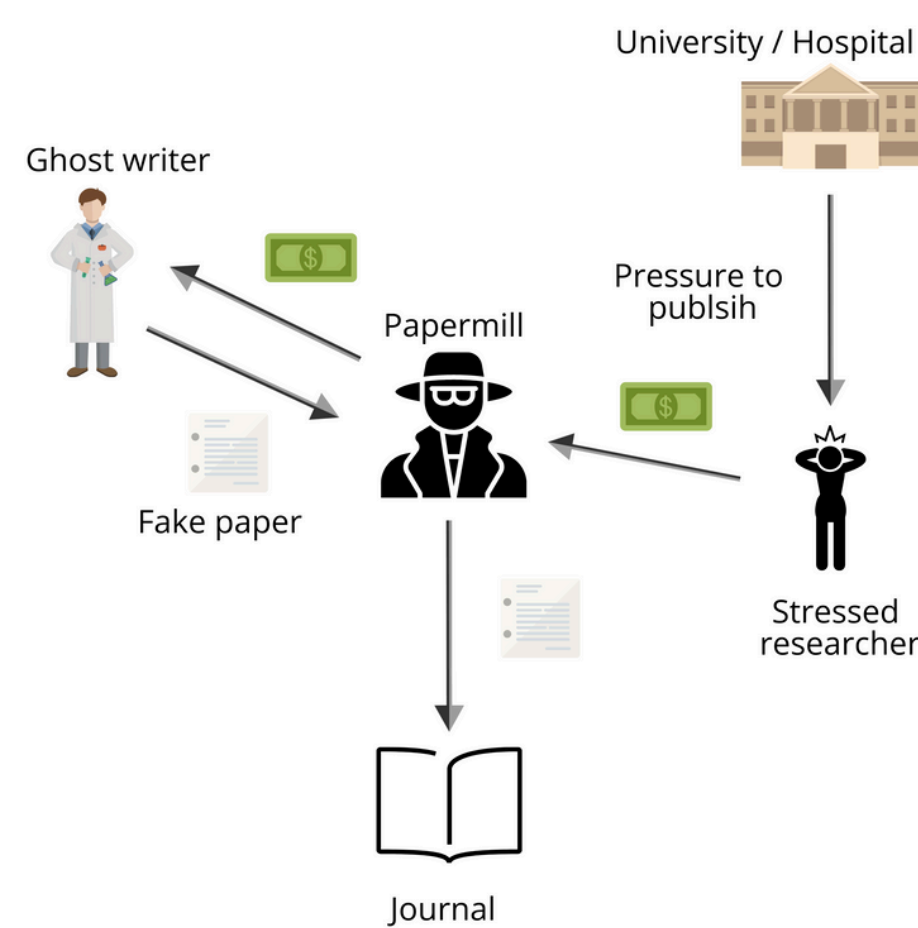 University / Hospital
Ghost writer
Pressure to
publsih
Papermill
Fake paper
Stressed
researcher
Journal